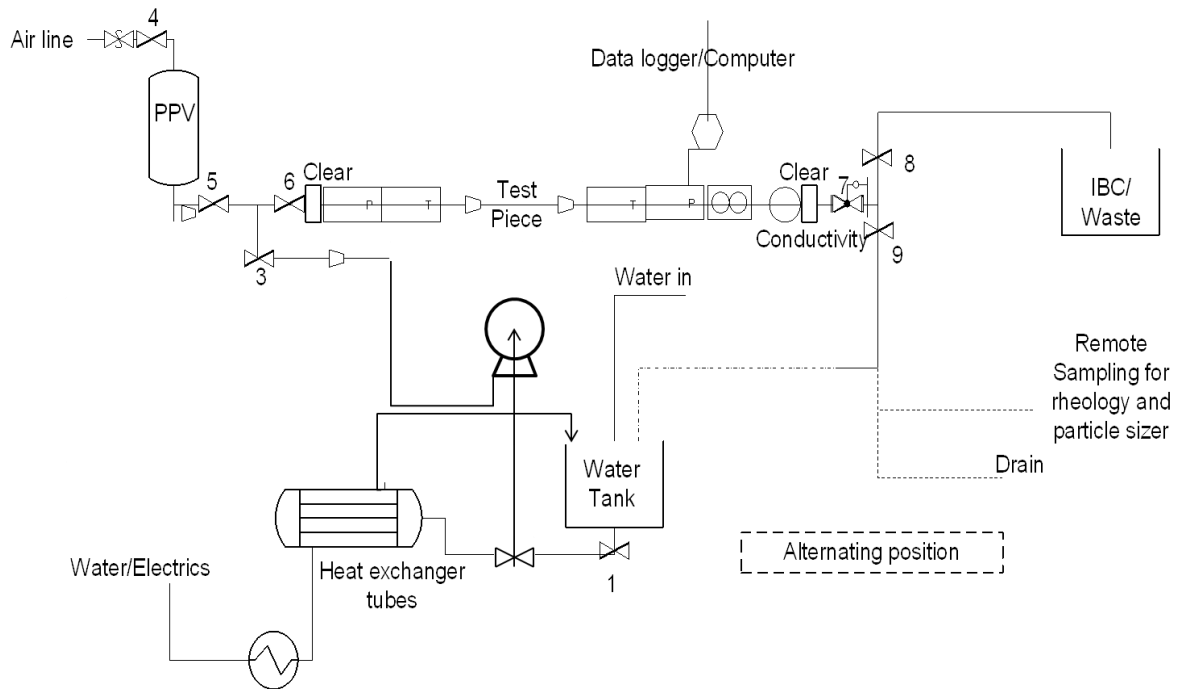 4
Air line
Data logger/Computer
PPV
5
6
Clear
P
T
Test
Piece
T
P
Clear
Conductivity
7
8
9
IBC/
Waste
3
Water in
Remote
Sampling for
rheology and
particle sizer
Drain
Water
Tank
1
Alternating position
Heat exchanger
tubes
Water/Electrics